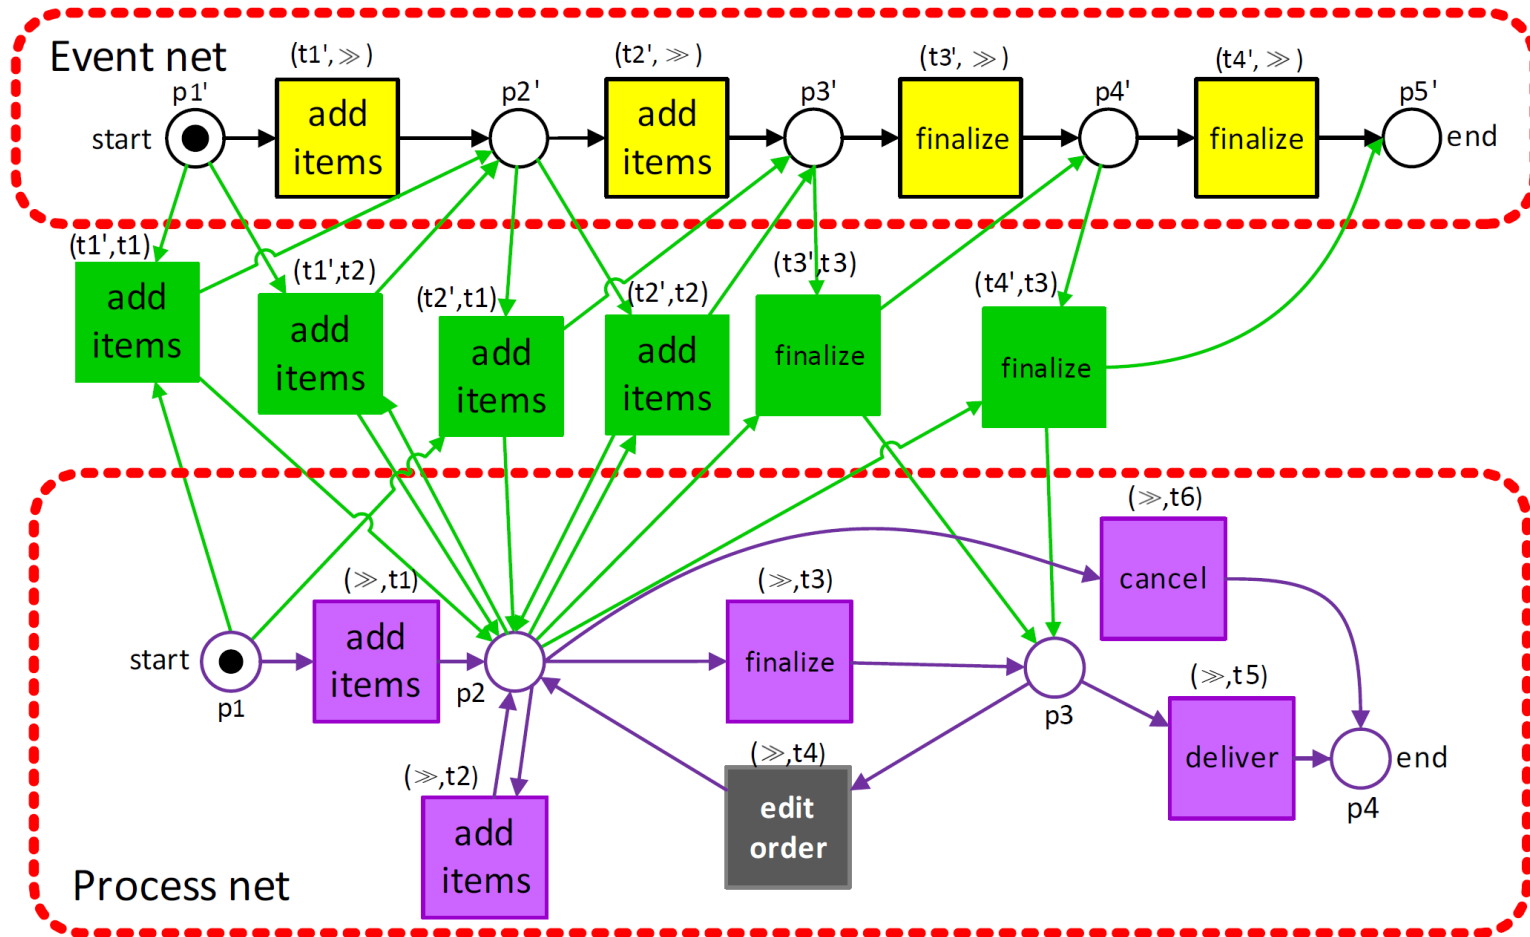 Event net
(t1',≫)
(t2',≫)
(t3',≫)
(t4',≫)
p1'
p2'
p3'
p4'
p5'
start
add
items
add
items
finalize
finalize
end
(t1',t1)
(t1',t2)
(t2',t1)
(t2',t2)
(t3',t3)
(t4',t3)
add
items
add
items
add
items
add
items
finalize
finalize
(≫,t6)
cancel
(≫,t1)
(≫,t3)
start
add
items
finalize
p1
p2
p3
(≫,t5)
deliver
end
p4
(≫,t2)
add
items
(≫,t4)
edit
order
Process net